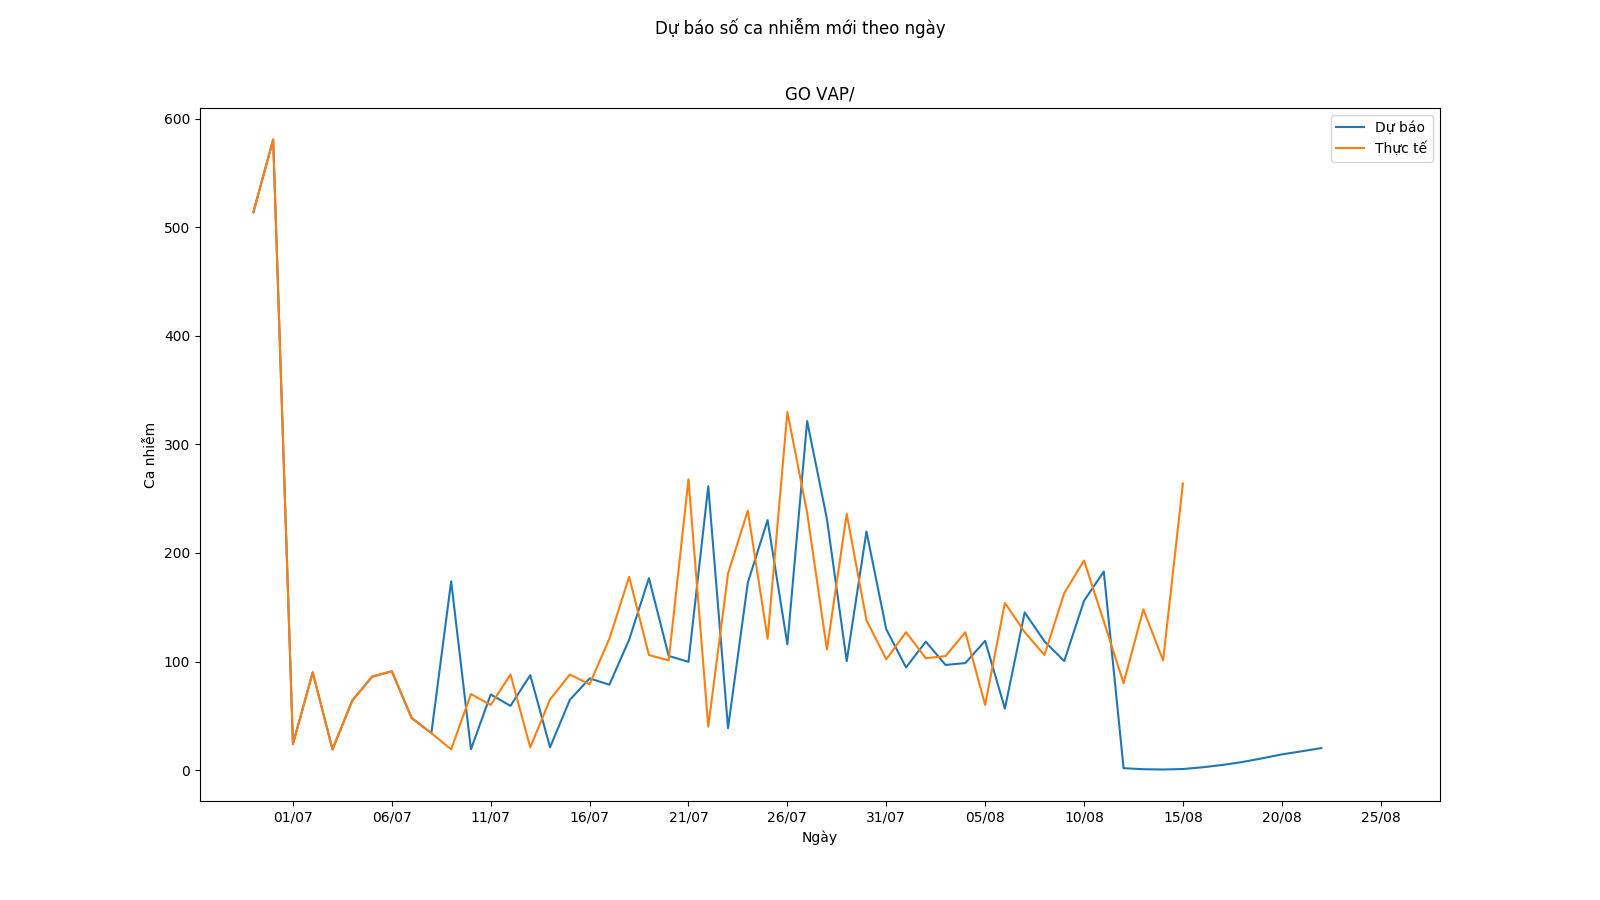 Dự báo số ca nhiễm mới theo ngày
GO VAP/
Dự báo
Thực tế
600
500
400
300
200
100
0
Ca nhiễm
01/07 06/07 11/07 16/07 21/07 26/07 31/07 05/08 10/08 15/08 20/08 25/08
Ngày